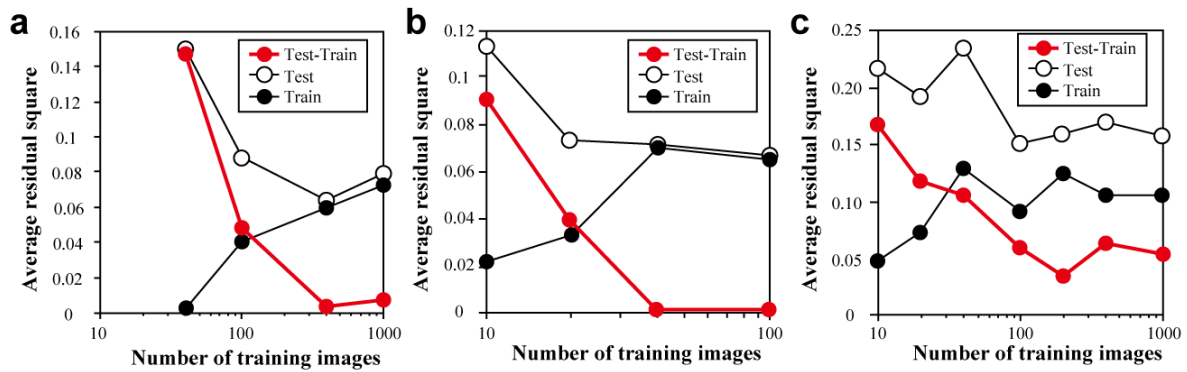 a
Average residual square
0.16
0.14
0.12
0.1
0.08
0.06
0.04
0.02
0
10
100
1000
Number of training images
Test-Train
Test
Train
b
Average residual square
0.12
0.1
0.08
0.06
0.04
0.02
0
10
100
Number of training images
Test-Train
Test
Train
c
Average residual square
0.25
0.20
0.15
0.10
0.05
0
10
100
1000
Number of training images
Test-Train
Test
Train